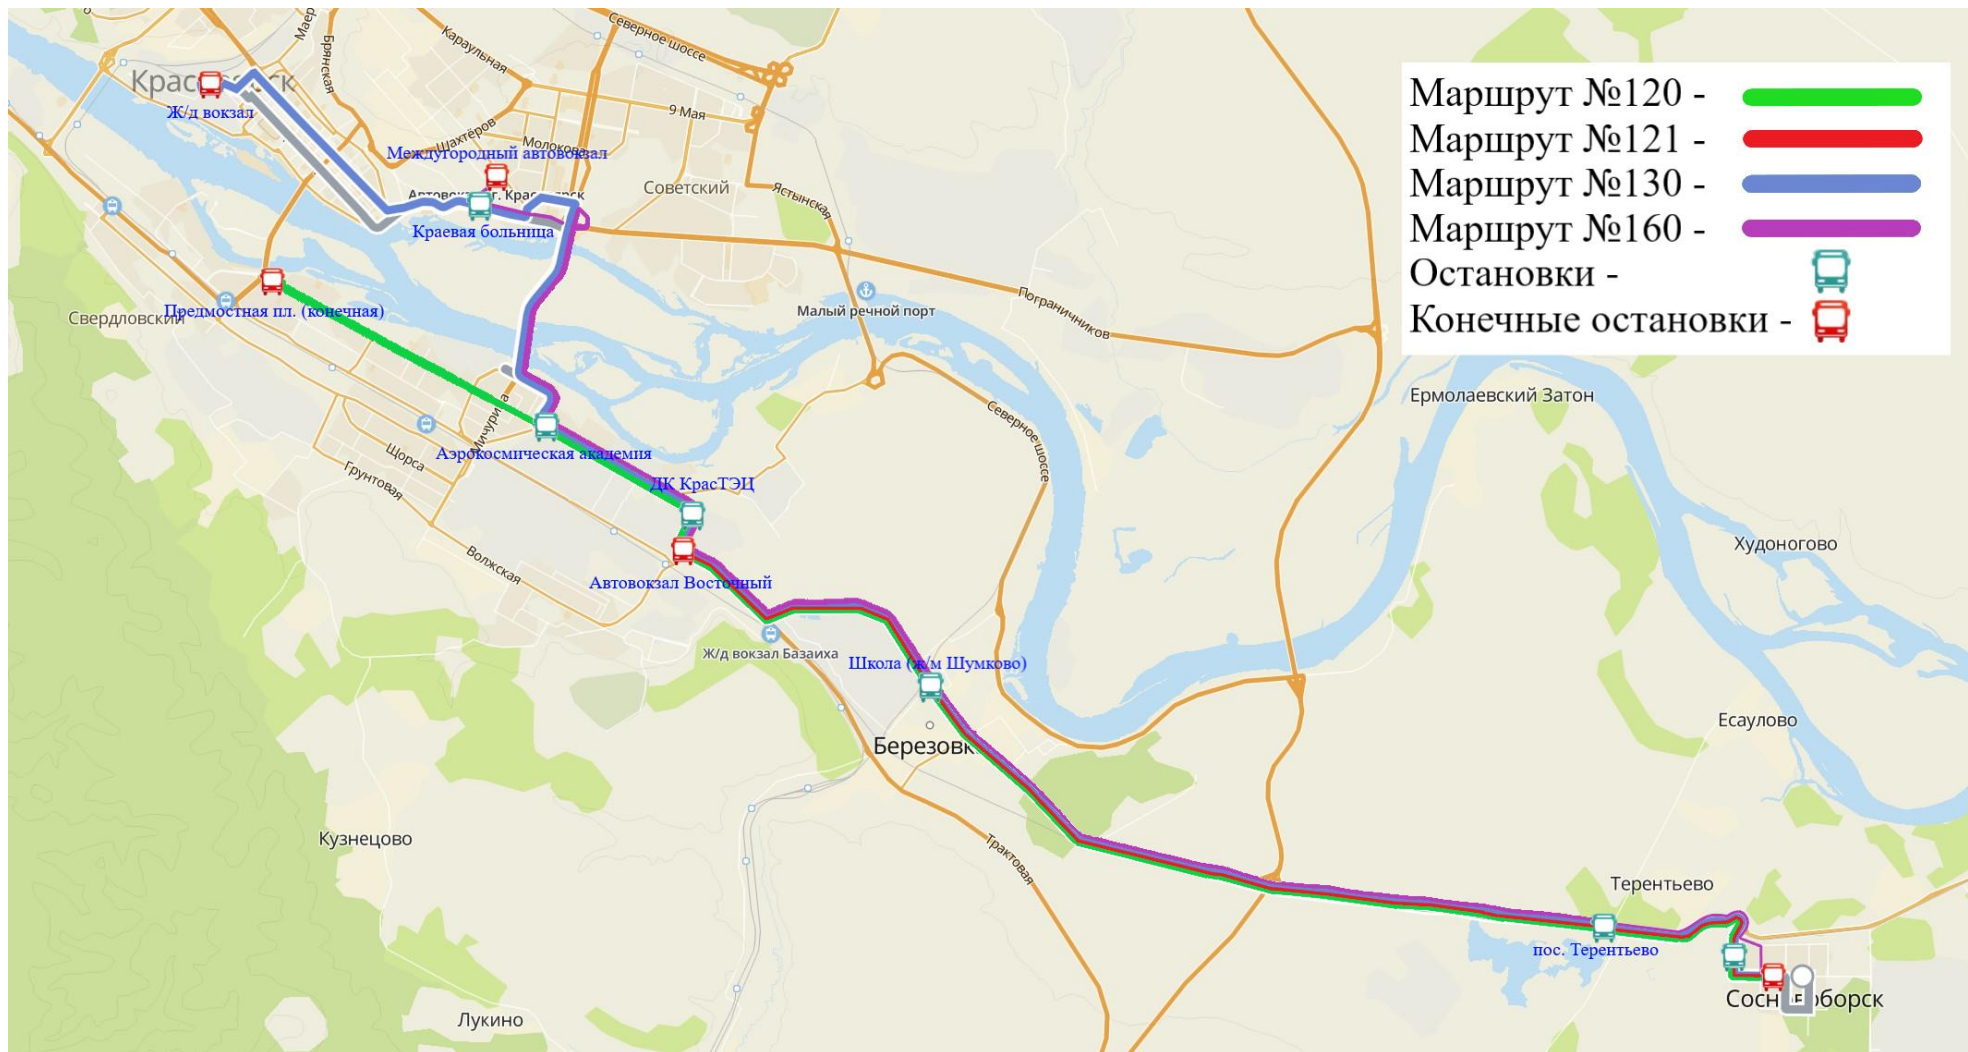 Маер
Брянская
Караульная
Северное шоссе
Ж/д вокзал
9 Мая
Шахтёров
Молокова
Междугородный автовокзал
Советский
Ястынская
Краевая больница
Предмостная пл. (конечная)
Свердловский
Малый речной порт
Пограничников
Северное шоссе
Щорса
Грунтовая
Аэрокосмическая академия
ДК КрасТЭЦ
Волжская
Автовокзал Восточный
Ж/д вокзал Базаиха
Школа (ж/м Шумково)
Кузнецово
Трактовая
Лукино
Маршрут №120 -
Маршрут №121 -
Маршрут №130 -
Маршрут №160 -
Остановки -
Конечные остановки -
Ермолаевский Затон
Худоногово
Есаулово
Терентьево
пос. Терентьево